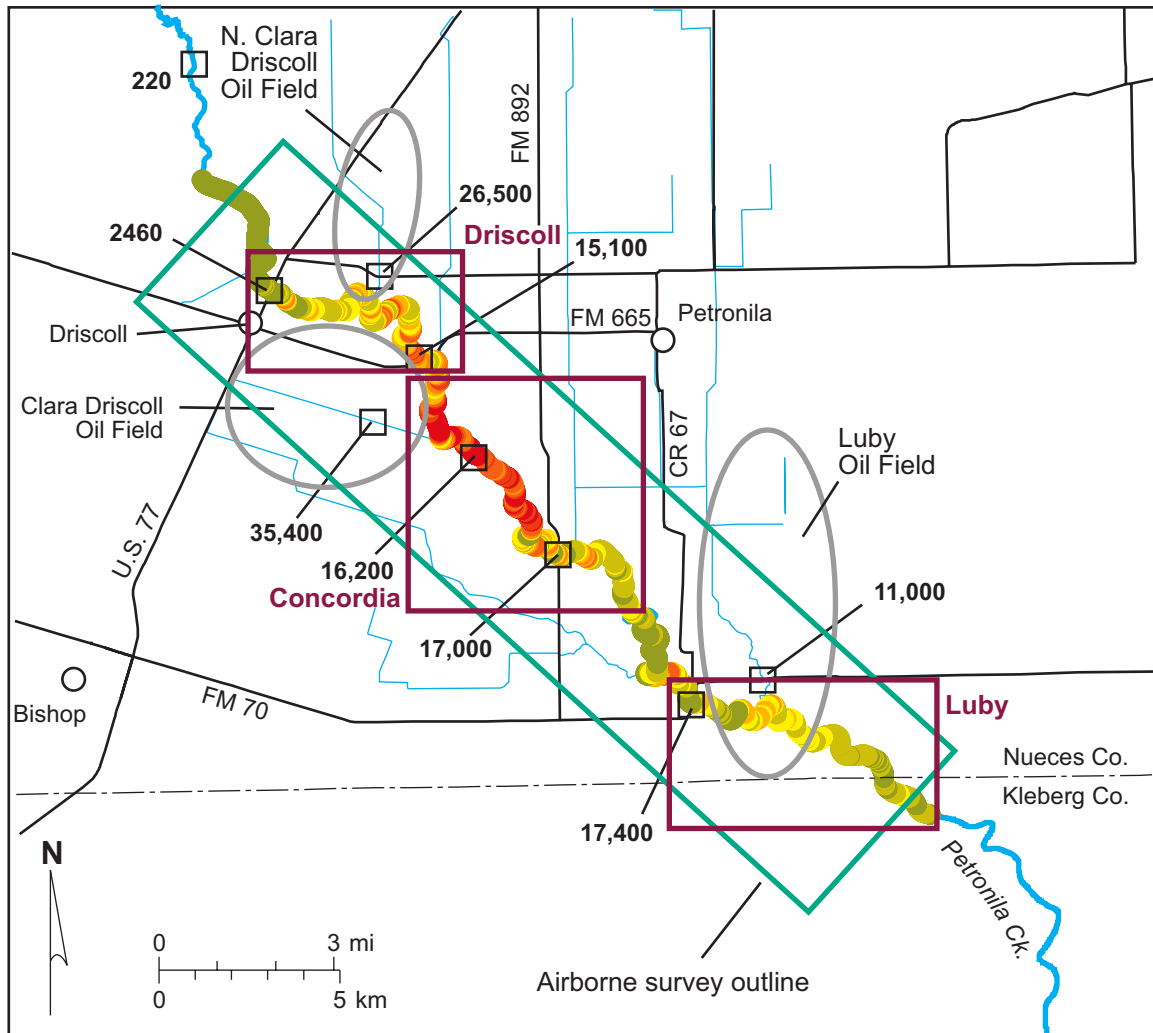 N. Clara
Driscoll
Oil Field
220
FM 892
26,500
2460
Driscoll
15,100
FM 665
Petronila
Driscoll
Clara Driscoll
Oil Field
CR 67
Luby
Oil Field
U.S. 77
35,400
16,200
Concordia
11,000
17,000
Bishop
FM 70
Luby
Nueces Co.
Kleberg Co.
17,400
N
Petronila Ck.
0 3 mi
0 5 km
Airborne survey outline